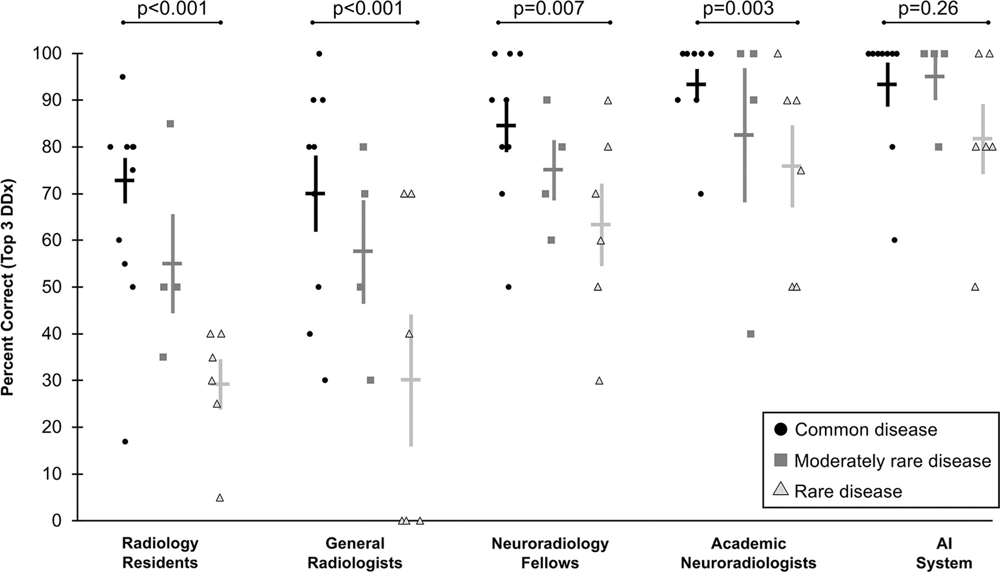 p<0.001
p<0.001
p=0.007
p=0.003
p=0.26
Percent Correct (Top 3 DDx)
100
90
80
70
60
50
40
30
20
10
0
Common disease
Moderately rare disease
Rare disease
Radiology
Residents
General
Radiologists
Neuroradiology
Fellows
Academic
Neuroradiologists
AI
System